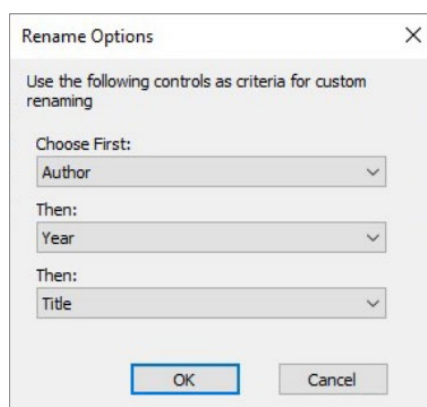 Rename Options
Use the following controls as criteria for custom
renaming
Choose First:
Author
Then:
Year
Then:
Title
OK Cancel